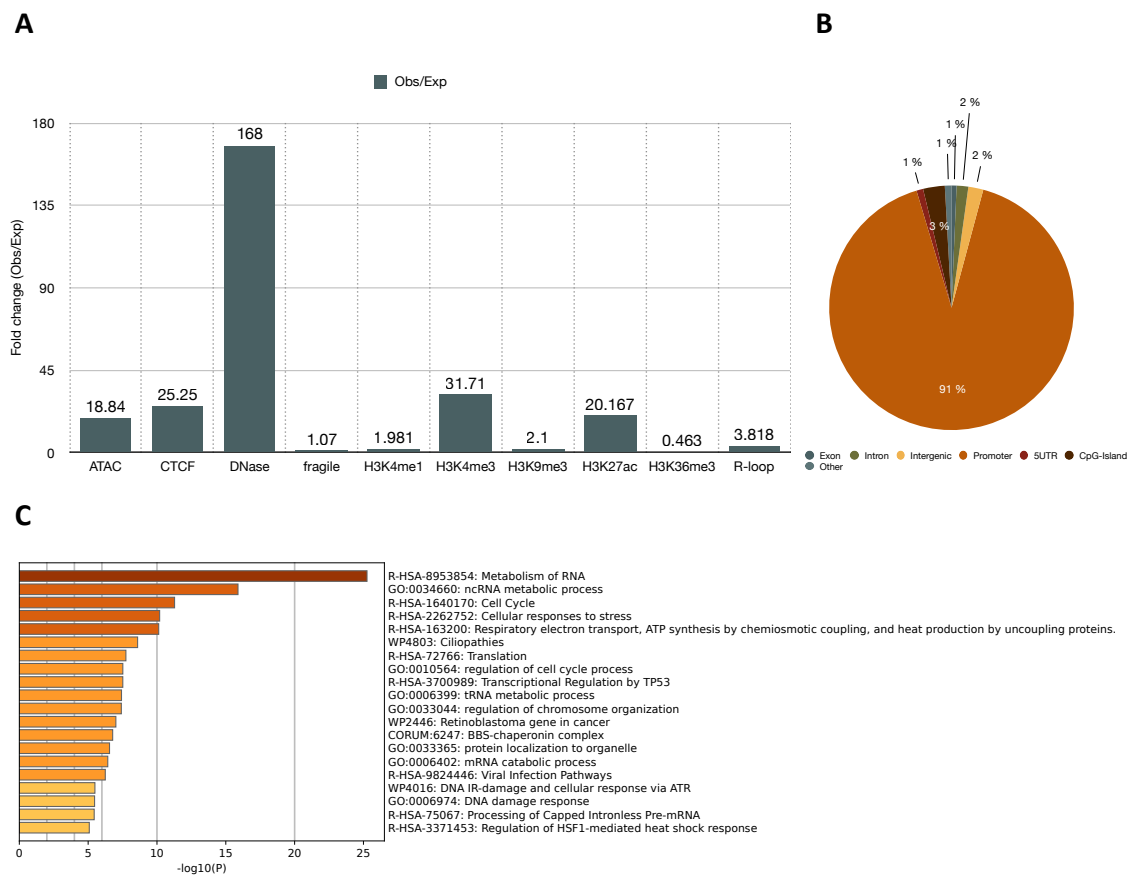 A
B
Obs/Exp
Fold change (Obs/Exp)
180
135
90
45
0
18.84
25.25
168
1.07
1.981
31.71
2.1
20.167
0.463
3.818
ATAC
CTCF
DNase
fragile
H3K4me1
H3K4me3
H3K9me3
H3K27ac
H3K36me3
R-loop
2 %
1 %
1 %
2 %
1 %
3 %
91 %
Exon
Intron
Intergenic
Promoter
5UTR
CpG-Island
Other
C
R-HSA-8953854: Metabolism of RNA
GO:0034660: ncRNA metabolic process
R-HSA-1640170: Cell Cycle
R-HSA-2262752: Cellular responses to stress
R-HSA-163200: Respiratory electron transport, ATP synthesis by chemiosmotic coupling, and heat production by uncoupling proteins.
WP4803: Ciliopathies
R-HSA-72766: Translation
GO:0010564: regulation of cell cycle process
R-HSA-3700989: Transcriptional Regulation by TP53
GO:0006399: tRNA metabolic process
GO:0033044: regulation of chromosome organization
WP2446: Retinoblastoma gene in cancer
CORUM:6247: BBS-chaperonin complex
GO:0033365: protein localization to organelle
GO:0006402: mRNA catabolic process
R-HSA-9824446: Viral Infection Pathways
WP4016: DNA IR-damage and cellular response via ATR
GO:0006974: DNA damage response
R-HSA-75067: Processing of Capped Intronless Pre-mRNA
R-HSA-3371453: Regulation of HSF1-mediated heat shock response
0
5
10
15
20
25
-log10(P)